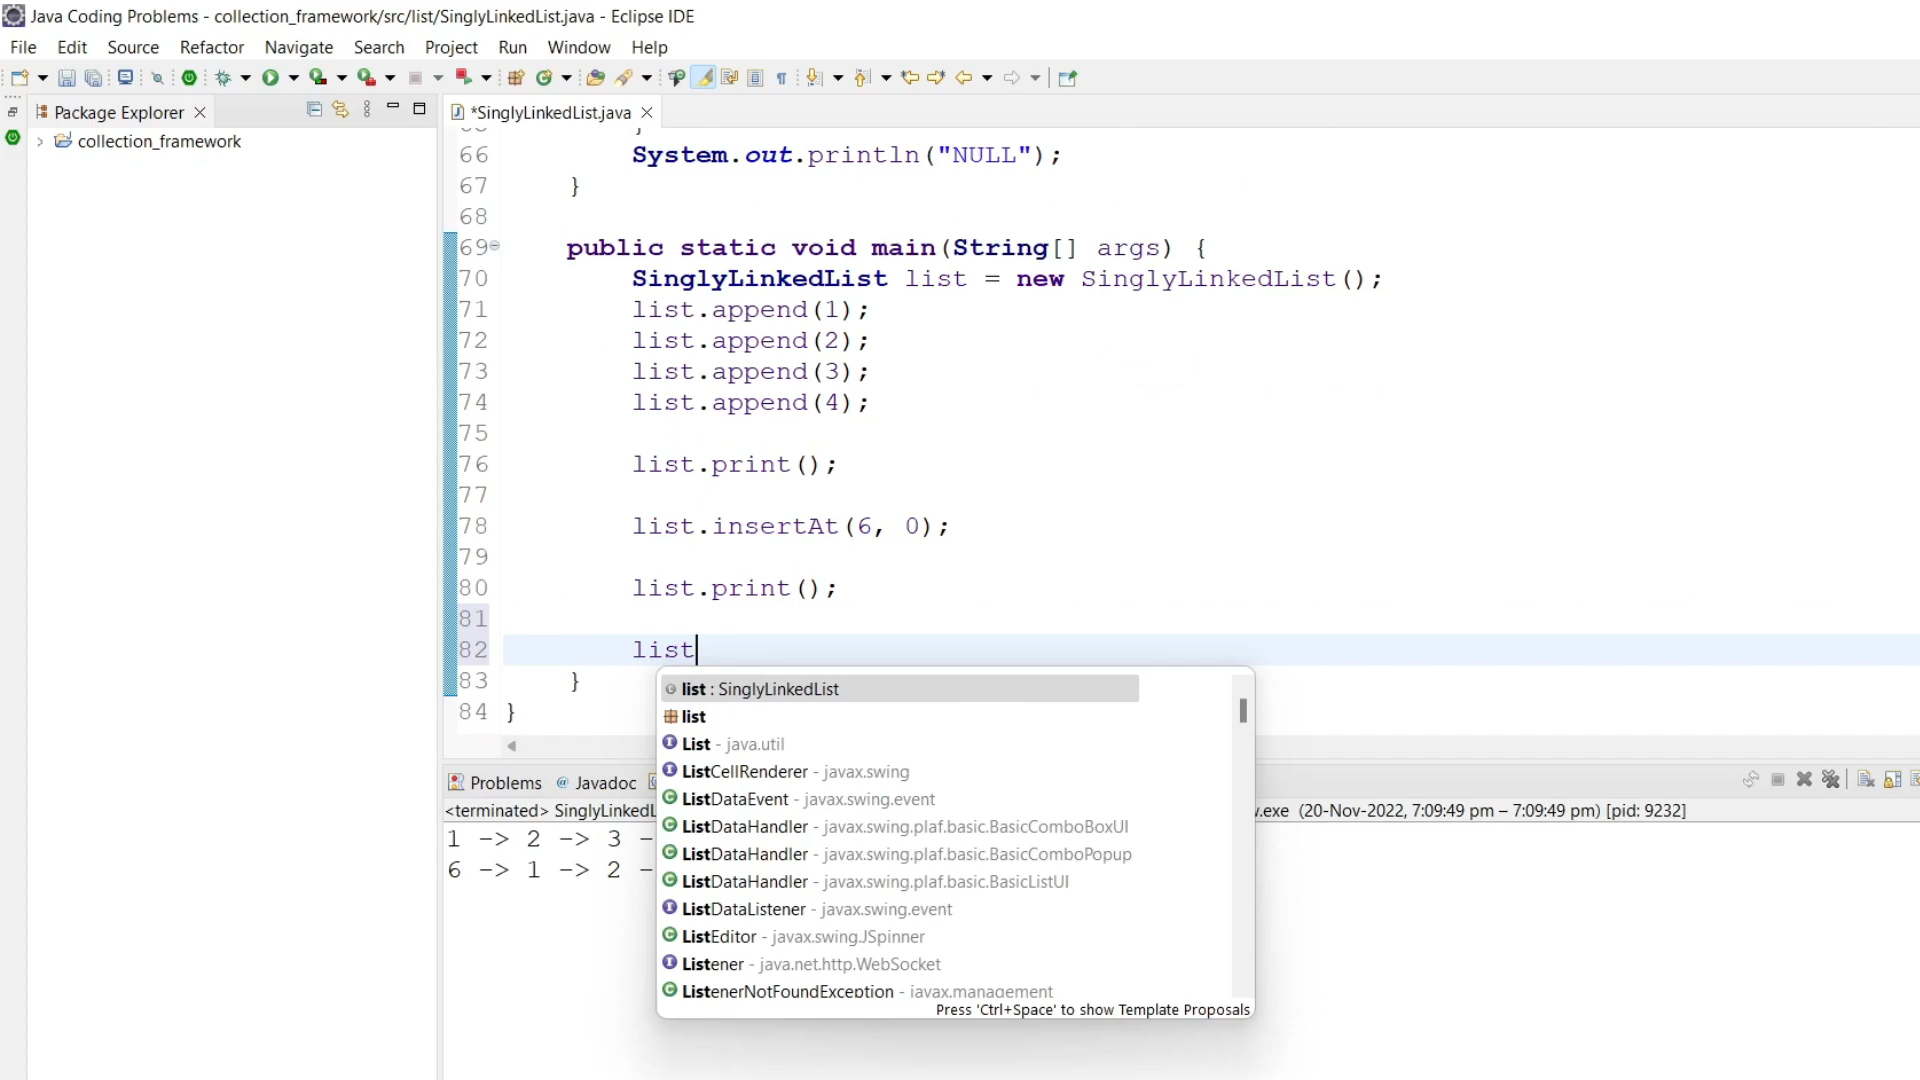 Java Coding Problems - collection_framework/src/list/SinglyLinkedList.java - Eclipse IDE
File Edit Source Refactor Navigate Search Project Run Window Help
Package Explorer
collection_framework
*SinglyLinkedList.java
66 System.out.println("NULL");
67 }
68
69 public static void main(String[] args) {
70 SinglyLinkedList list = new SinglyLinkedList();
71 list.append(1);
72 list.append(2);
73 list.append(3);
74 list.append(4);
75
76 list.print();
77
78 list.insertAt(6, 0);
79
80 list.print();
81
82 list
83 }
84 }
list : SinglyLinkedList
list
List - java.util
ListCellRenderer - javax.swing
ListDataEvent - javax.swing.event
ListDataHandler - javax.swing.plaf.basic.BasicComboBoxUI
ListDataHandler - javax.swing.plaf.basic.BasicComboPopup
ListDataHandler - javax.swing.plaf.basic.BasicListUI
ListDataListener - javax.swing.event
ListEditor - javax.swing.JSpinner
Listener - java.net.http.WebSocket
ListenerNotFoundException - javax.management
Press 'Ctrl+Space' to show Template Proposals
Problems @ Javadoc
<terminated> SinglyLinkedL v.exe (20-Nov-2022, 7:09:49 pm – 7:09:49 pm) [pid: 9232]
1 -> 2 -> 3 -
6 -> 1 -> 2 -